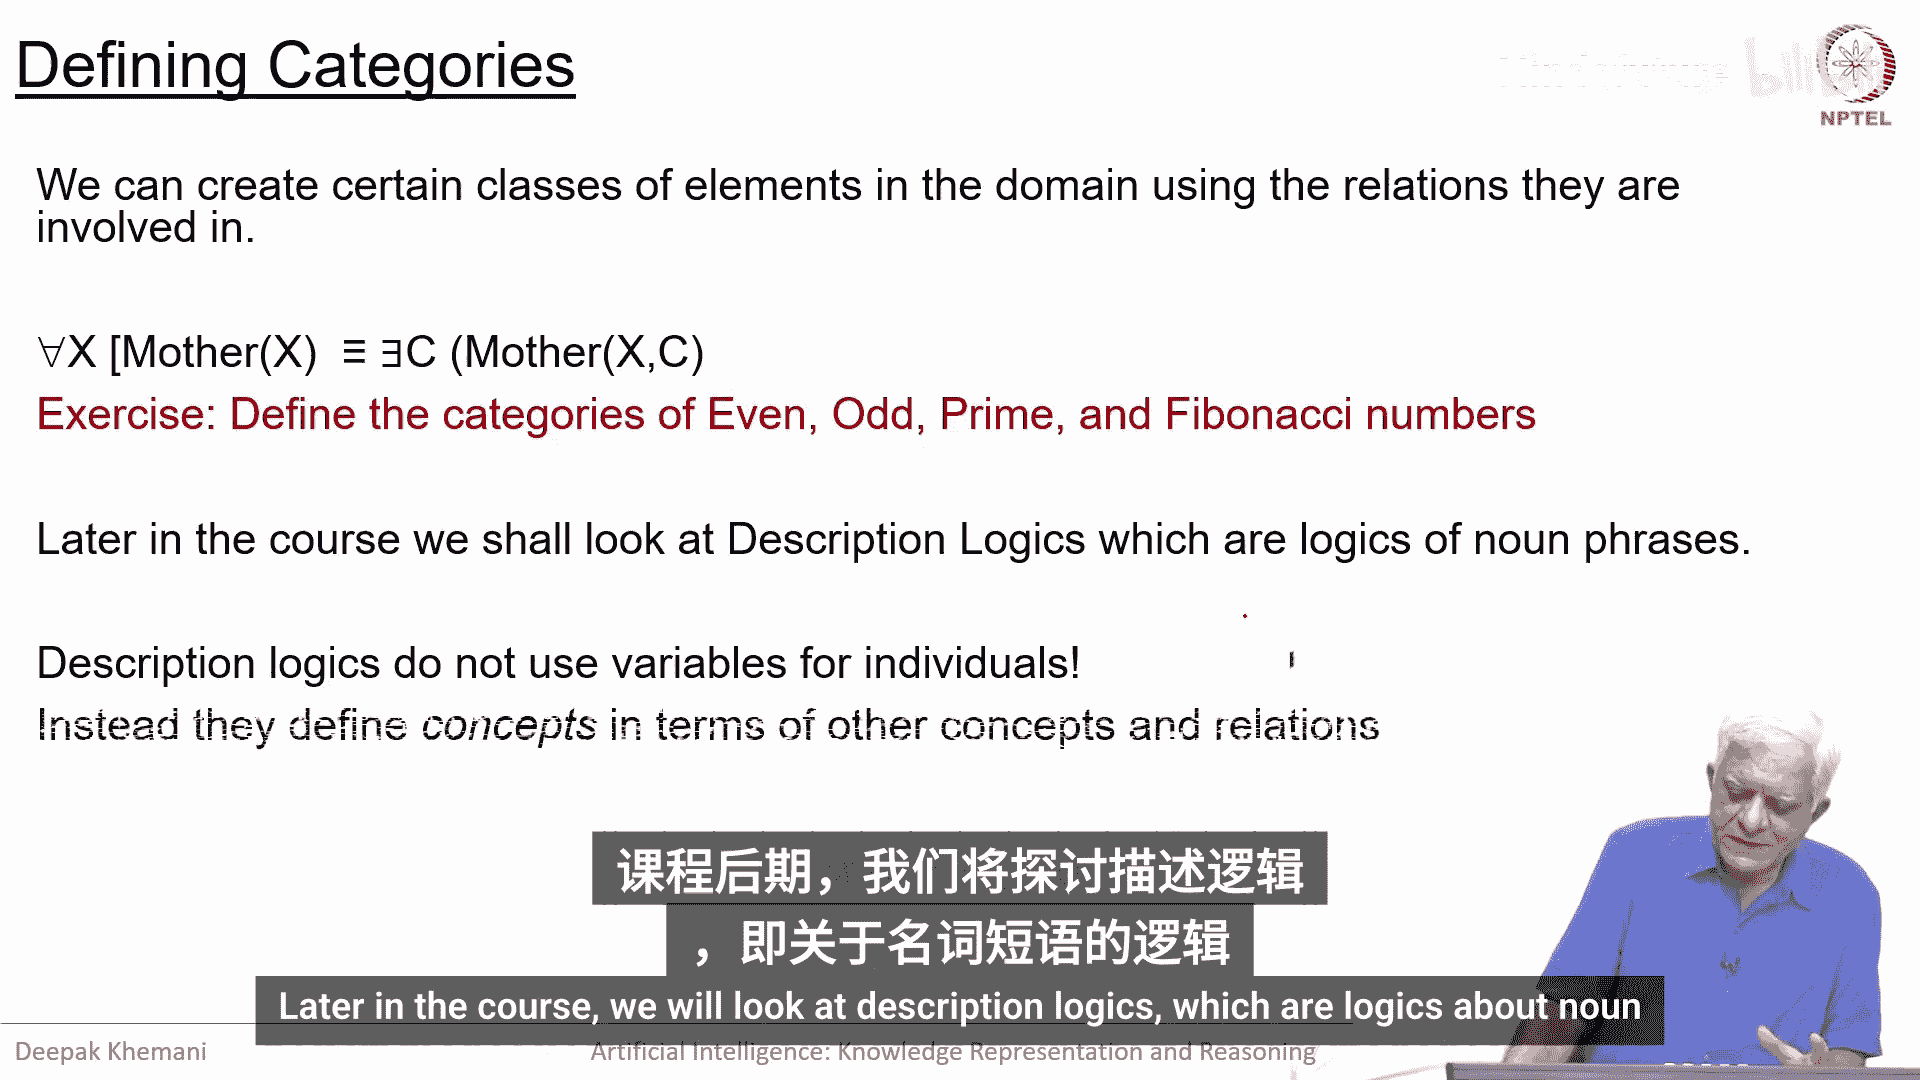 Defining Categories
NPTEL
We can create certain classes of elements in the domain using the relations they are
involved in.
∀X [Mother(X) ≡ ∃C (Mother(X,C)
Exercise: Define the categories of Even, Odd, Prime, and Fibonacci numbers
Later in the course we shall look at Description Logics which are logics of noun phrases.
Description logics do not use variables for individuals!
Instead they define concepts in terms of other concepts and relations
课程后期，我们将探讨描述逻辑
，即关于名词短语的逻辑
Later in the course, we will look at description logics, which are logics about noun
Deepak Khemani
Artificial Intelligence: Knowledge Representation and Reasoning